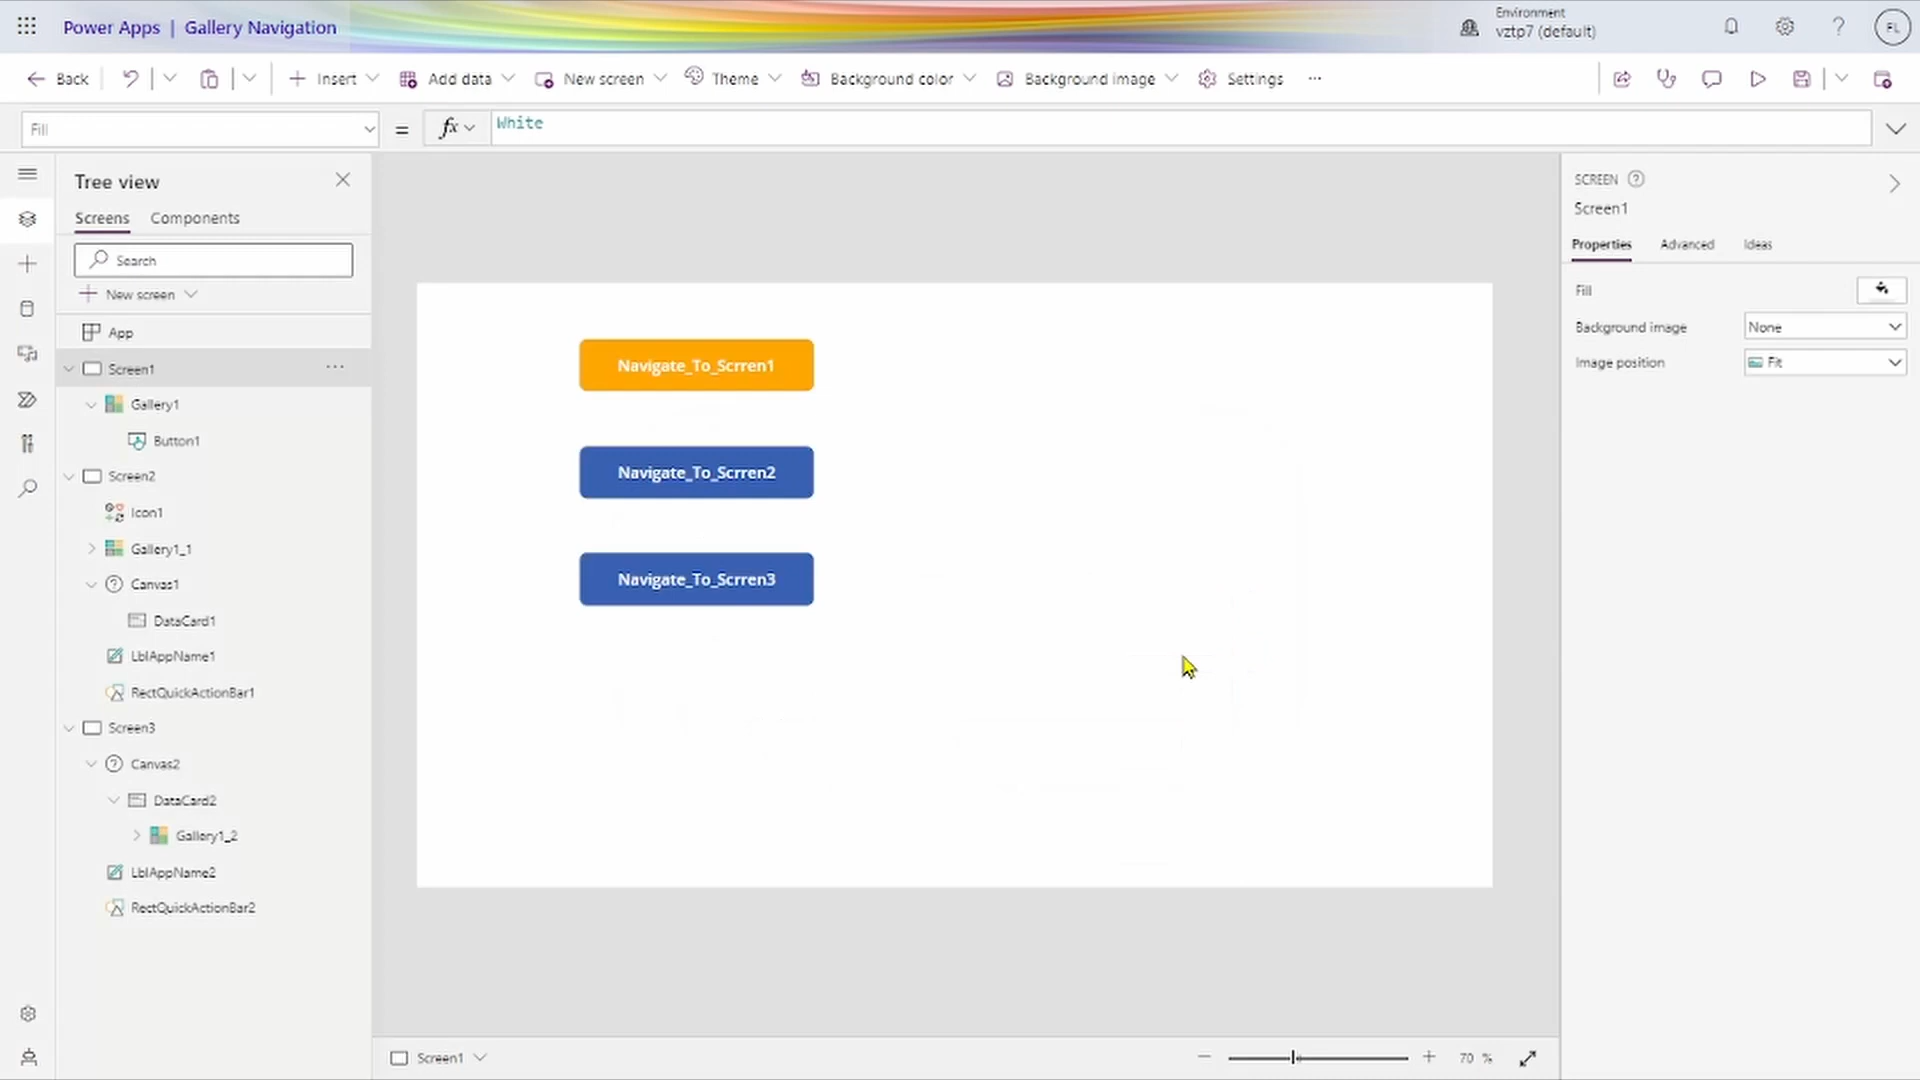 Power Apps | Gallery Navigation
Environment
vztp7 (default)
FL
Back
Insert
Add data
New screen
Theme
Background color
Background image
Settings
Fill
=
fx
White
Tree view
Screens
Components
Search
New screen
App
Screen1
Gallery1
Button1
Screen2
Icon1
Gallery1_1
Canvas1
DataCard1
LblAppName1
RectQuickActionBar1
Screen3
Canvas2
DataCard2
Gallery1_2
LblAppName2
RectQuickActionBar2
Navigate_To_Scrren1
Navigate_To_Scrren2
Navigate_To_Scrren3
SCREEN
Screen1
Properties
Advanced
Ideas
Fill
Background image
None
Image position
Fit
Screen1
70 %